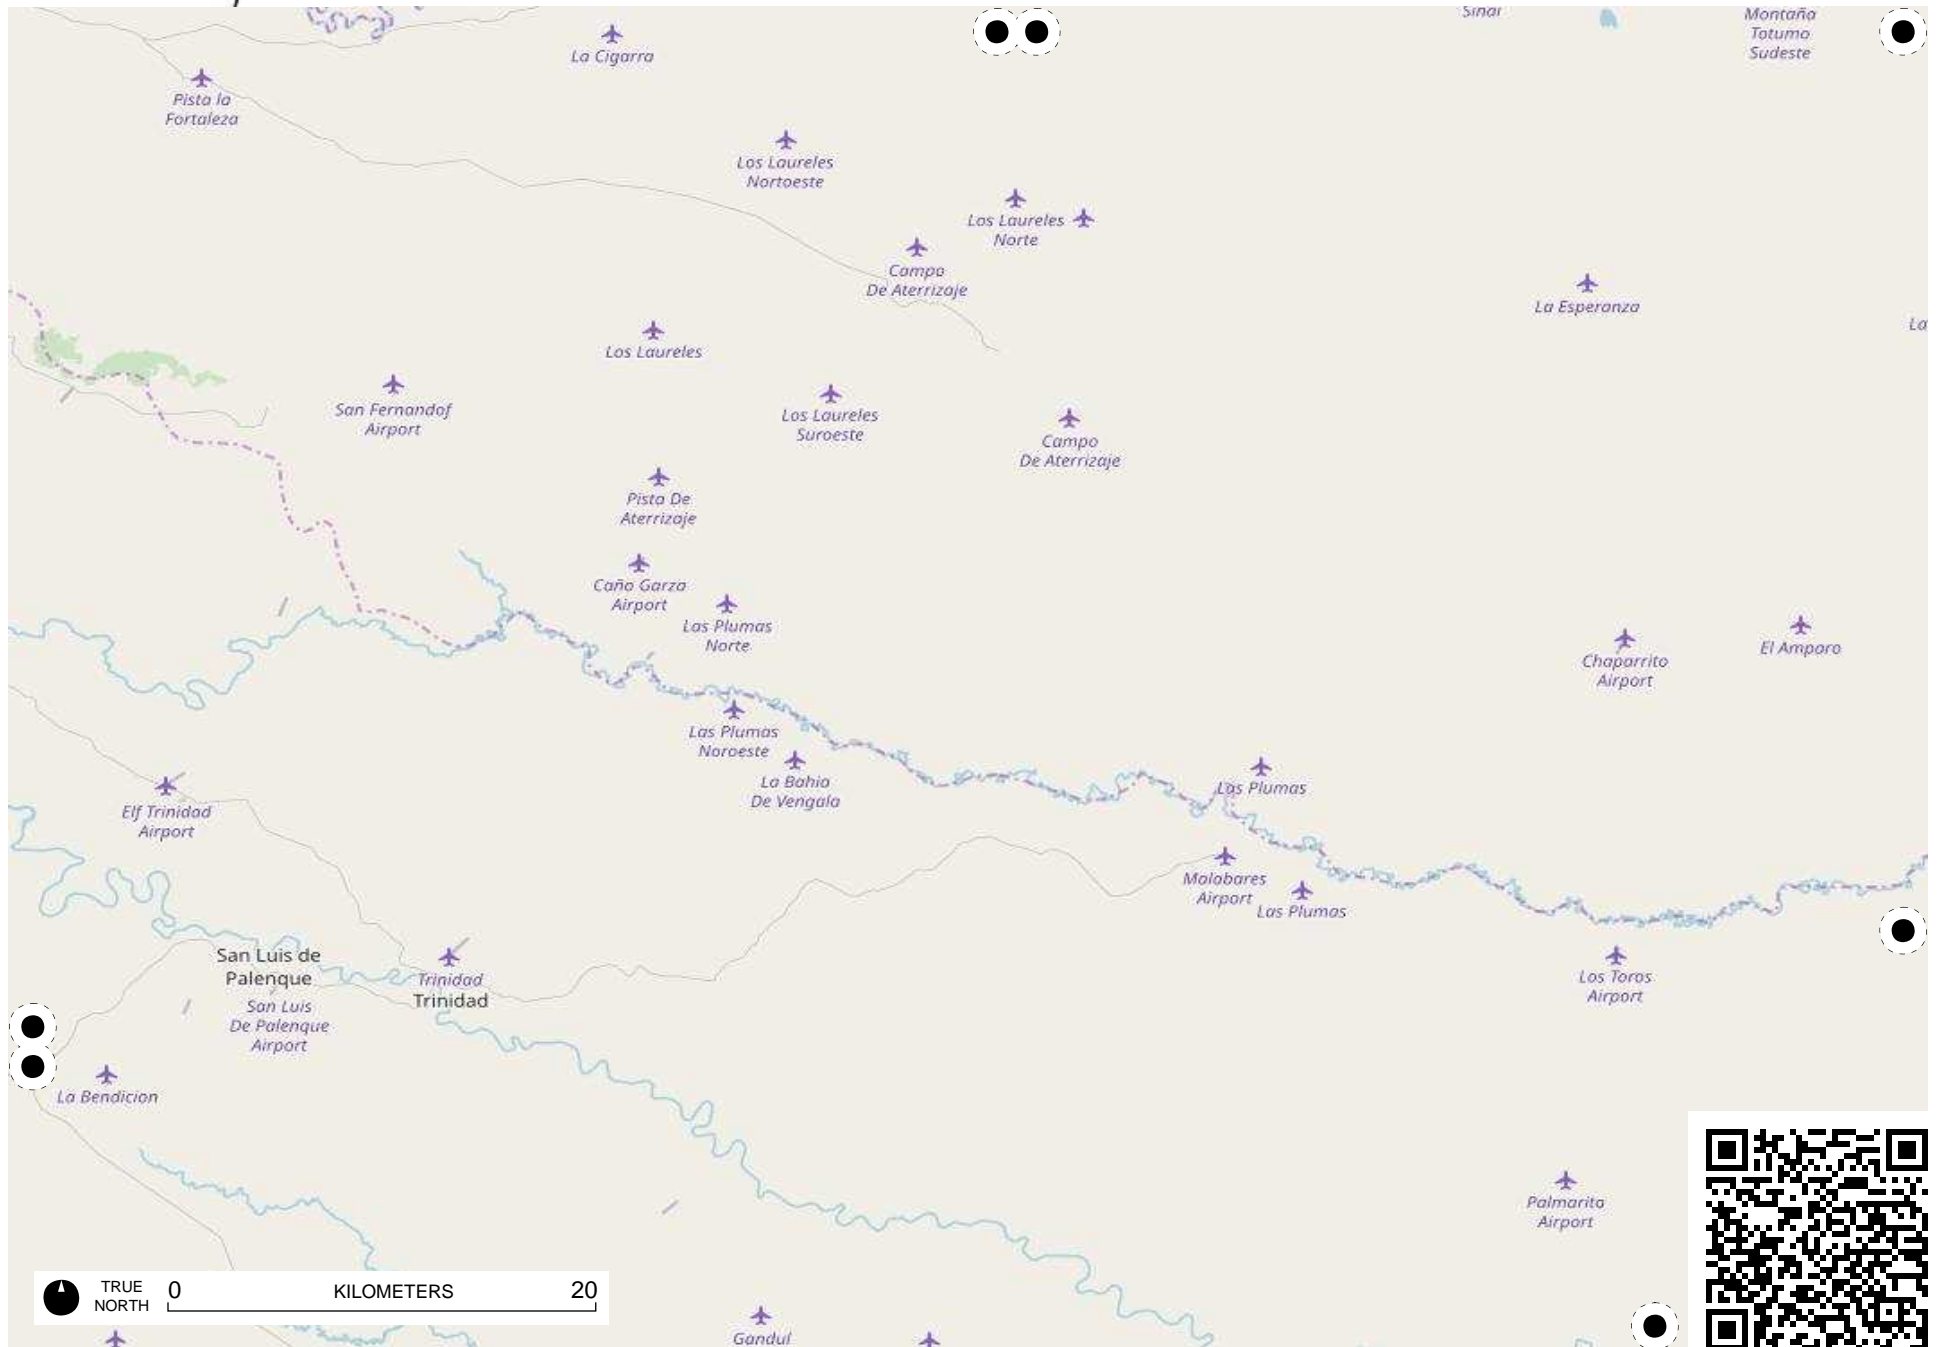 Sinai
Montaña
Totumo
Sudeste
La Cigarra
Pista la
Fortaleza
Los Laureles
Nortoeste
Los Laureles
Norte
Campo
De Aterrizaje
La Esperanza
La
Los Laureles
San Fernandof
Airport
Los Laureles
Suroeste
Campo
De Aterrizaje
Pista De
Aterrizaje
Caño Garza
Airport
Las Plumas
Norte
Chaparrito
Airport
El Amparo
Las Plumas
Noroeste
La Bahia
De Vengala
Las Plumas
Elf Trinidad
Airport
Malabares
Airport
Las Plumas
San Luis de
Palenque
Trinidad
Trinidad
Los Toros
Airport
San Luis
De Palenque
Airport
La Bendicion
Palmarito
Airport
TRUE
NORTH
0 KILOMETERS 20
Gandul